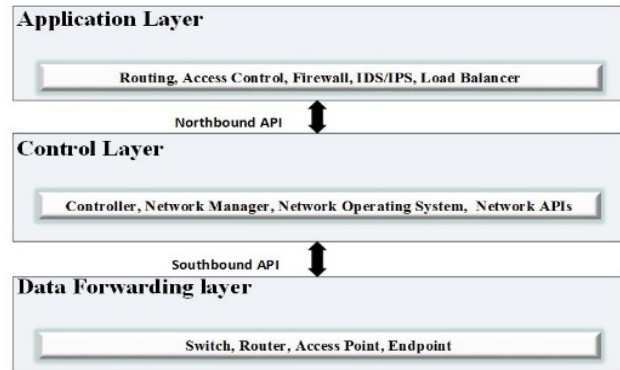 Application Layer
Routing, Access Control, Firewall, IDS/IPS, Load Balancer
Northbound API
Control Layer
Controller, Network Manager, Network Operating System, Network APIs
Southbound API
Data Forwarding layer
Switch, Router, Access Point, Endpoint